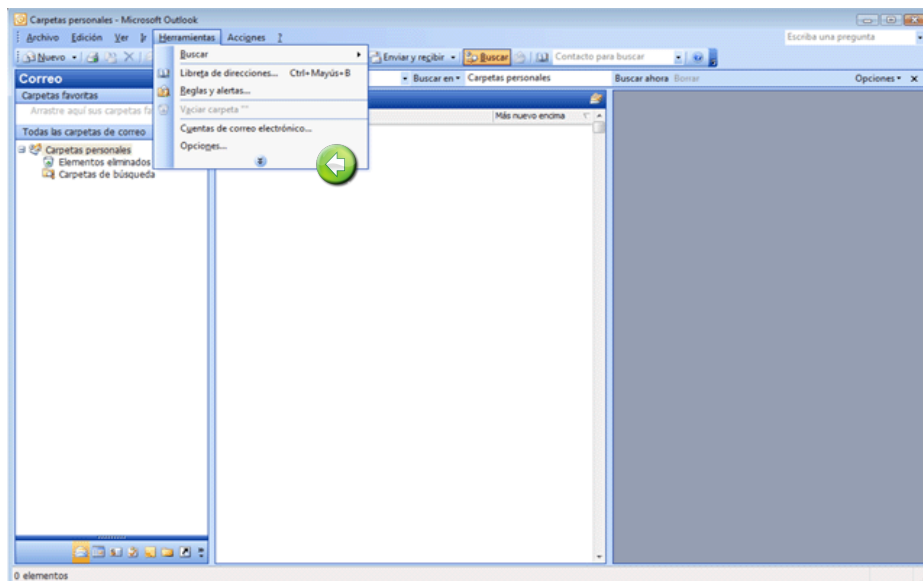 Carpetas personales - Microsoft Outlook
Archivo Edición Ver Ir Herramientas Acciones ?
Escriba una pregunta
Nuevo
Enviar y recibir Buscar Contacto para buscar
Correo
Buscar en Carpetas personales Buscar ahora Borrar Opciones
Carpetas favoritas
Arrastre aquí sus carpetas fa
Todas las carpetas de correo
Carpetas personales
Elementos eliminados
Carpetas de búsqueda
Buscar
Libreta de direcciones... Ctrl+Mayús+B
Reglas y alertas...
Vaciar carpeta ""
Cuentas de correo electrónico...
Opciones...
Más nuevo encima
0 elementos